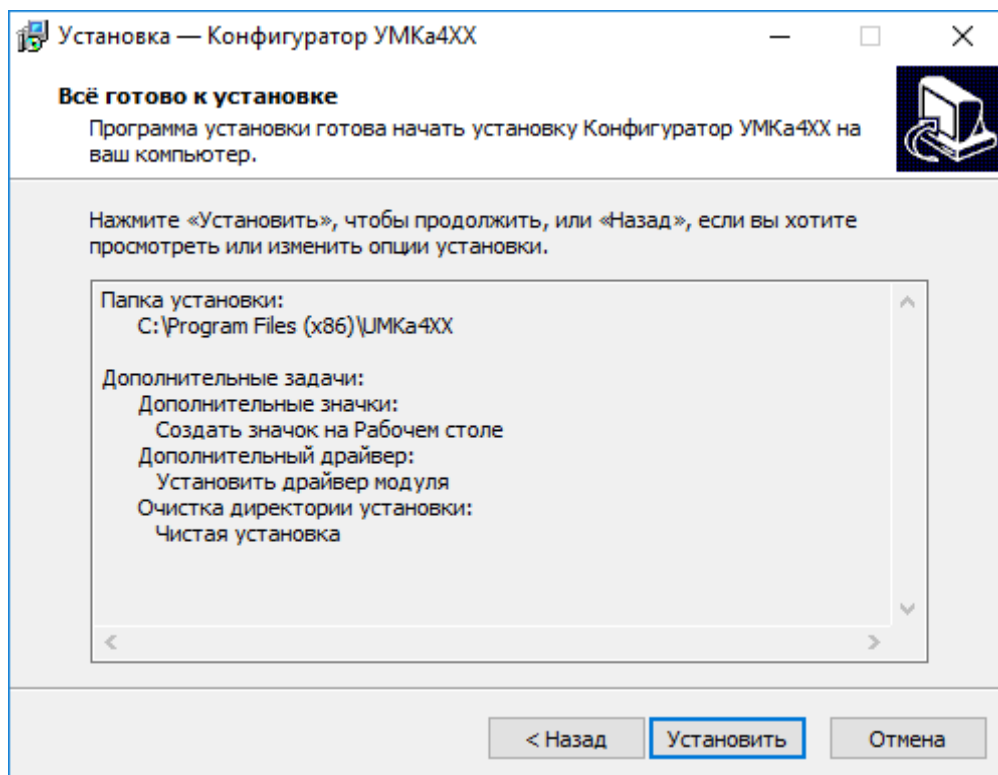 Установка — Конфигуратор УМКа4XX
Всё готово к установке
Программа установки готова начать установку Конфигуратор УМКа4XX на
ваш компьютер.
Нажмите «Установить», чтобы продолжить, или «Назад», если вы хотите
просмотреть или изменить опции установки.
Папка установки:
C:\Program Files (x86)\UMKa4XX
Дополнительные задачи:
Дополнительные значки:
Создать значок на Рабочем столе
Дополнительный драйвер:
Установить драйвер модуля
Очистка директории установки:
Чистая установка
< Назад
Установить
Отмена